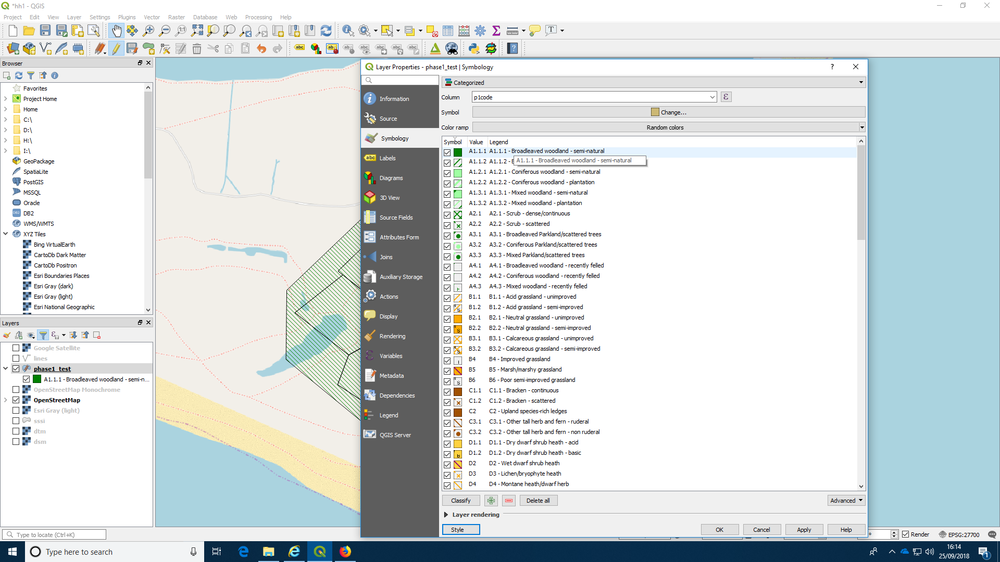 *hh1 - QGIS
Project Edit View Layer Settings Plugins Vector Raster Database Web Processing Help
Browser
Favorites
Project Home
Home
C:\
D:\
H:\
I:\
GeoPackage
SpatiaLite
PostGIS
MSSQL
Oracle
DB2
WMS/WMTS
XYZ Tiles
Bing VirtualEarth
CartoDb Dark Matter
CartoDb Positron
Esri Boundaries Places
Esri Gray (dark)
Esri Gray (light)
Esri National Geographic
Layers
Google Satellite
lines
phase1_test
A1.1.1 - Broadleaved woodland - semi-n...
OpenStreetMap Monochrome
OpenStreetMap
Esri Gray (light)
sssi
dtm
dsm
Type to locate (Ctrl+K)
Layer Properties - phase1_test | Symbology
Information
Source
Symbology
Labels
Diagrams
3D View
Source Fields
Attributes Form
Joins
Auxiliary Storage
Actions
Display
Rendering
Variables
Metadata
Dependencies
Legend
QGIS Server
Categorized
Column p1code
Symbol Change...
Color ramp Random colors
Symbol Value Legend
A1.1.1 A1.1.1 - Broadleaved woodland - semi-natural
A1.1.2 A1.1.2 - 
A1.1.1 - Broadleaved woodland - semi-natural
A1.2.1 A1.2.1 - Coniferous woodland - semi-natural
A1.2.2 A1.2.2 - Coniferous woodland - plantation
A1.3.1 A1.3.1 - Mixed woodland - semi-natural
A1.3.2 A1.3.2 - Mixed woodland - plantation
A2.1 A2.1 - Scrub - dense/continuous
A2.2 A2.2 - Scrub - scattered
A3.1 A3.1 - Broadleaved Parkland/scattered trees
A3.2 A3.2 - Coniferous Parkland/scattered trees
A3.3 A3.3 - Mixed Parkland/scattered trees
A4.1 A4.1 - Broadleaved woodland - recently felled
A4.2 A4.2 - Coniferous woodland - recently felled
A4.3 A4.3 - Mixed woodland - recently felled
B1.1 B1.1 - Acid grassland - unimproved
B1.2 B1.2 - Acid grassland - semi-improved
B2.1 B2.1 - Neutral grassland - unimproved
B2.2 B2.2 - Neutral grassland - semi-improved
B3.1 B3.1 - Calcareous grassland - unimproved
B3.2 B3.2 - Calcareous grassland - semi-improved
B4 B4 - Improved grassland
B5 B5 - Marsh/marshy grassland
B6 B6 - Poor semi-improved grassland
C1.1 C1.1 - Bracken - continuous
C1.2 C1.2 - Bracken - scattered
C2 C2 - Upland species-rich ledges
C3.1 C3.1 - Other tall herb and fern - ruderal
C3.2 C3.2 - Other tall herb and fern - non ruderal
D1.1 D1.1 - Dry dwarf shrub heath - acid
D1.2 D1.2 - Dry dwarf shrub heath - basic
D2 D2 - Wet dwarf shrub heath
D3 D3 - Lichen/bryophyte heath
D4 D4 - Montane heath/dwarf herb
Classify Delete all Advanced
Layer rendering
Style OK Cancel Apply Help
Render EPSG:27700
Type here to search
16:14
25/09/2018